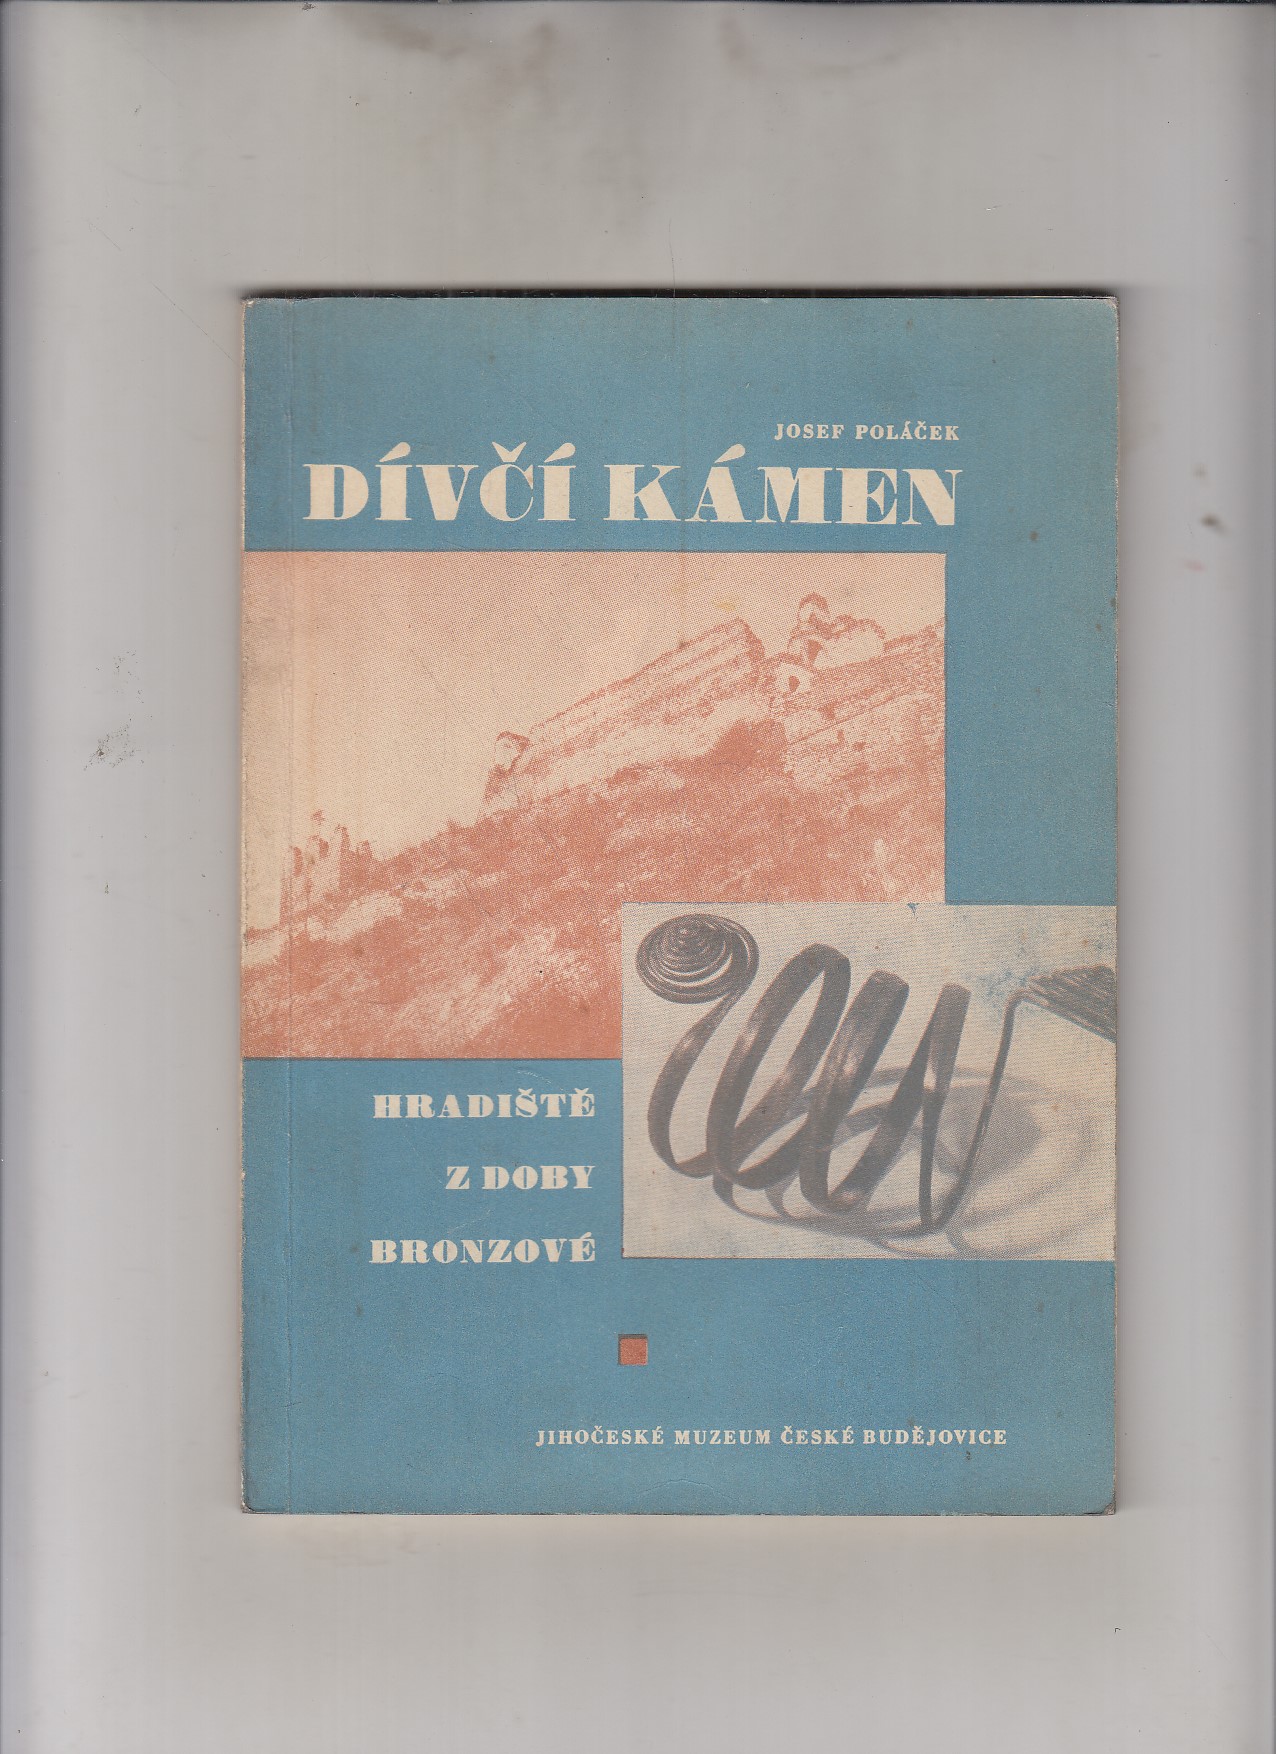 JOSEF POLÁČEK
DÍVČÍ KÁMEN
HRADIŠTĚ
Z DOBY
BRONZOVÉ
JIHOČESKÉ MUZEUM ČESKÉ BUDĚJOVICE